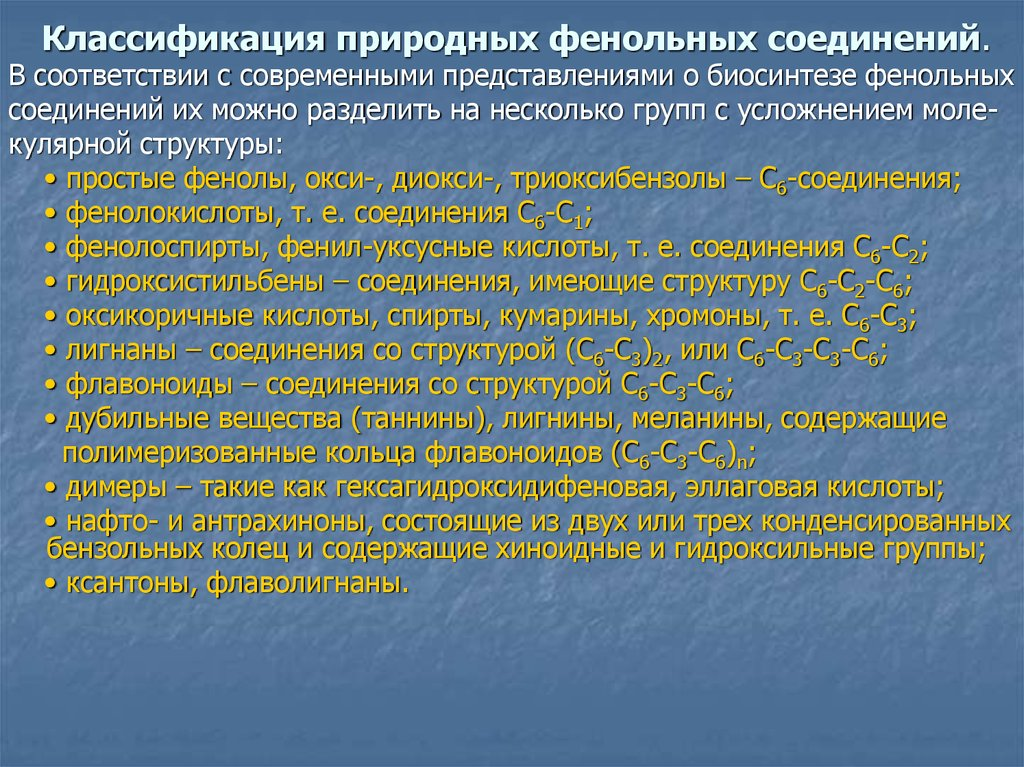 Классификация природных фенольных соединений.
В соответствии с современными представлениями о биосинтезе фенольных
соединений их можно разделить на несколько групп с усложнением моле-
кулярной структуры:
• простые фенолы, окси-, диокси-, триоксибензолы – С₆-соединения;
• фенолокислоты, т. е. соединения С₆-С₁;
• фенолоспирты, фенил-уксусные кислоты, т. е. соединения С₆-С₂;
• гидроксистильбены – соединения, имеющие структуру С₆-С₂-С₆;
• оксикоричные кислоты, спирты, кумарины, хромоны, т. е. С₆-С₃;
• лигнаны – соединения со структурой (С₆-С₃)₂, или С₆-С₃-С₃-С₆;
• флавоноиды – соединения со структурой С₆-С₃-С₆;
• дубильные вещества (таннины), лигнины, меланины, содержащие
полимеризованные кольца флавоноидов (С₆-С₃-С₆)ₙ;
• димеры – такие как гексагидроксидифеновая, эллаговая кислоты;
• нафто- и антрахиноны, состоящие из двух или трех конденсированных
бензольных колец и содержащие хиноидные и гидроксильные группы;
• ксантоны, флаволигнаны.